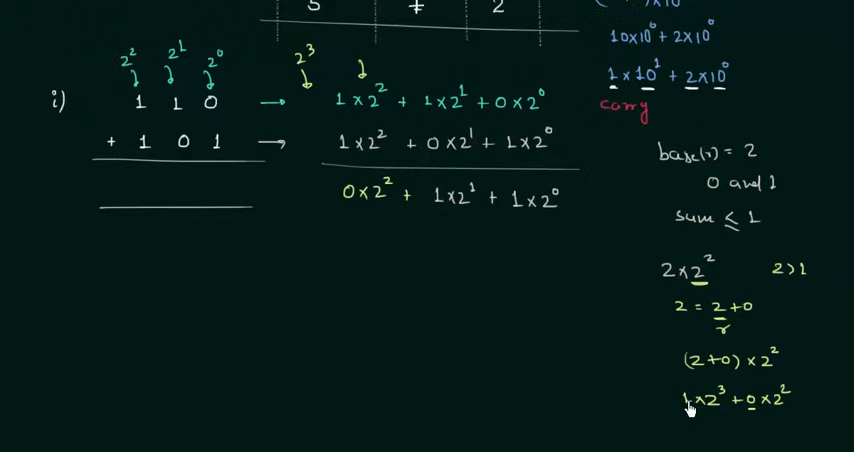 5 7 2
10×10⁰ + 2×10⁰
1 × 10¹ + 2×10⁰
carry
2² 2¹ 2⁰ 2³
i) 1 1 0 → 1×2² + 1×2¹ + 0×2⁰
+ 1 0 1 → 1×2² + 0×2¹ + 1×2⁰
0×2² + 1×2¹ + 1×2⁰
base(r) = 2
0 and 1
sum ≤ 1
2×2² 2>1
2 = 2+0
r
(2+0) × 2²
1×2³ + 0×2²